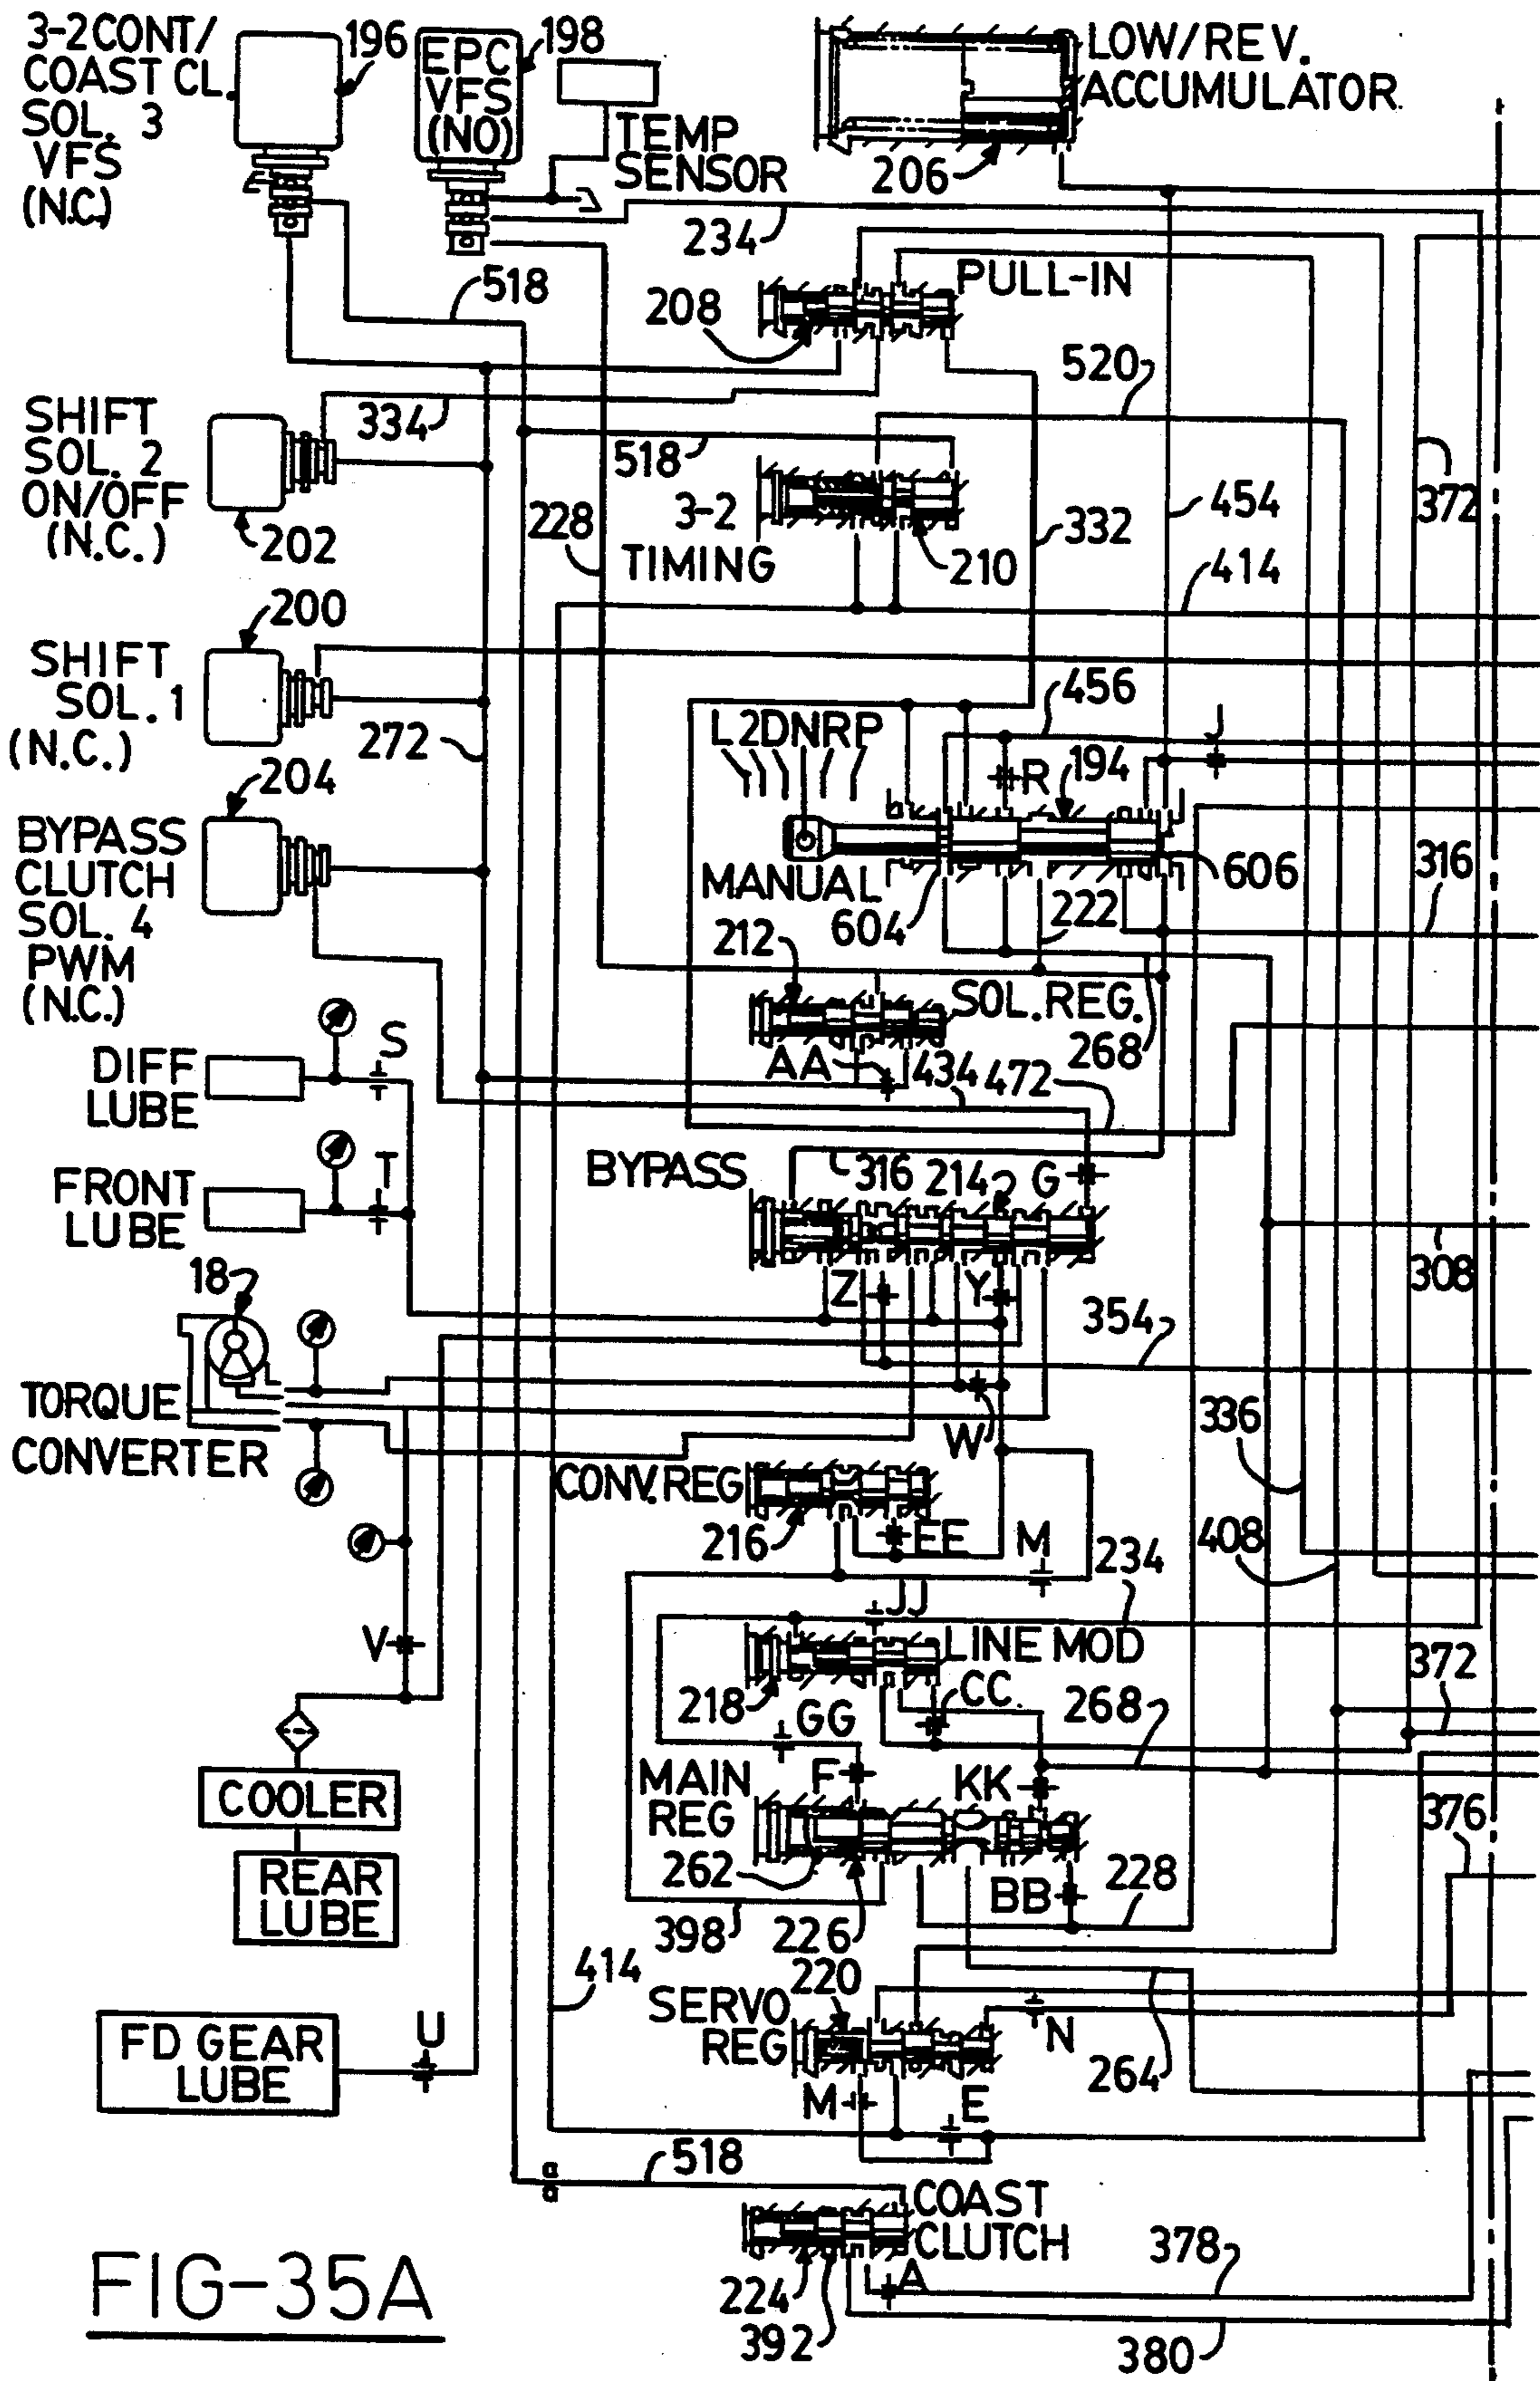 3-2 CONT/
COAST CL.
SOL. 3
VFS
(N.C.)
196
EPC
VFS
(NO)
198
TEMP
SENSOR
LOW/REV.
ACCUMULATOR
206
234
518
208
PULL-IN
520
SHIFT
SOL. 2
ON/OFF
(N.C.)
202
334
518
228
3-2
TIMING
210
332
454
372
414
200
SHIFT
SOL. 1
(N.C.)
272
456
J
L2DNRP
R
194
204
BYPASS
CLUTCH
SOL. 4
PWM
(N.C.)
MANUAL
604
222
606
316
212
SOL. REG.
268
AA
434
472
DIFF
LUBE
S
FRONT
LUBE
T
BYPASS
316
214
G
308
18
Z
Y
354
TORQUE
CONVERTER
W
336
CONV. REG
216
EE
M
234
408
JJ
LINE MOD
V
218
CC
GG
268
372
MAIN
REG
F
KK
COOLER
262
376
REAR
LUBE
BB
228
398
226
414
220
SERVO
REG
N
264
FD GEAR
LUBE
U
M
E
518
COAST
CLUTCH
378
A
224
392
380
FIG-35A